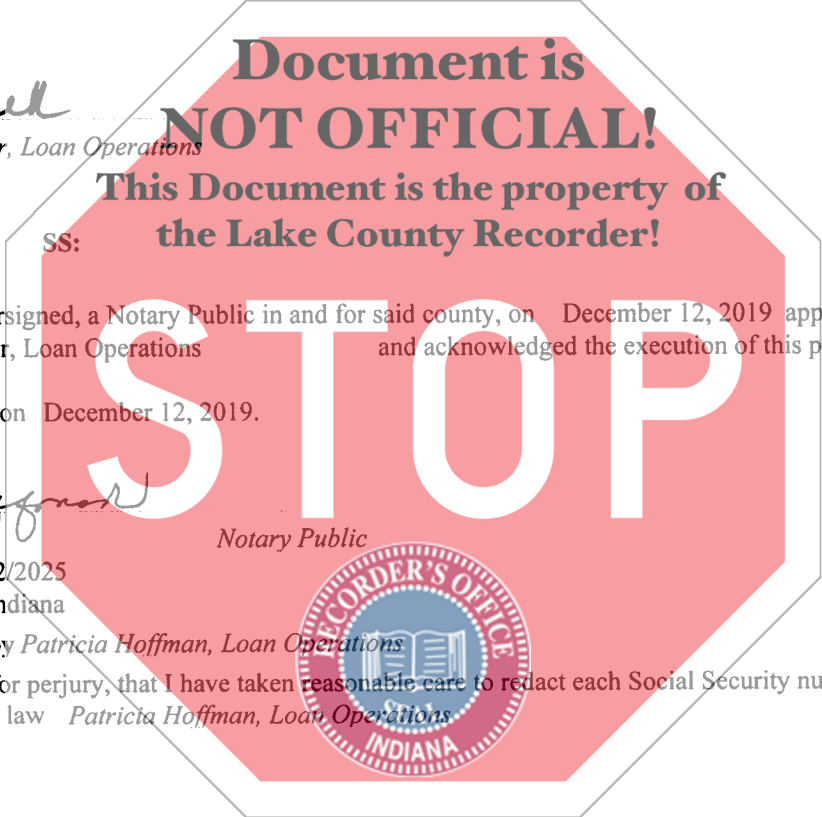 Document is
NOT OFFICIAL!
, Loan Operations
This Document is the property of
the Lake County Recorder!
SS:
rsigned, a Notary Public in and for said county, on December 12, 2019 app
r, Loan Operations and acknowledged the execution of this p
STOP
on December 12, 2019.
Notary Public
2/2025
ndiana
y Patricia Hoffman, Loan Operations
or perjury, that I have taken reasonable care to redact each Social Security nu
law Patricia Hoffman, Loan Operations
RECORDER'S OFFICE
SEAL
INDIANA